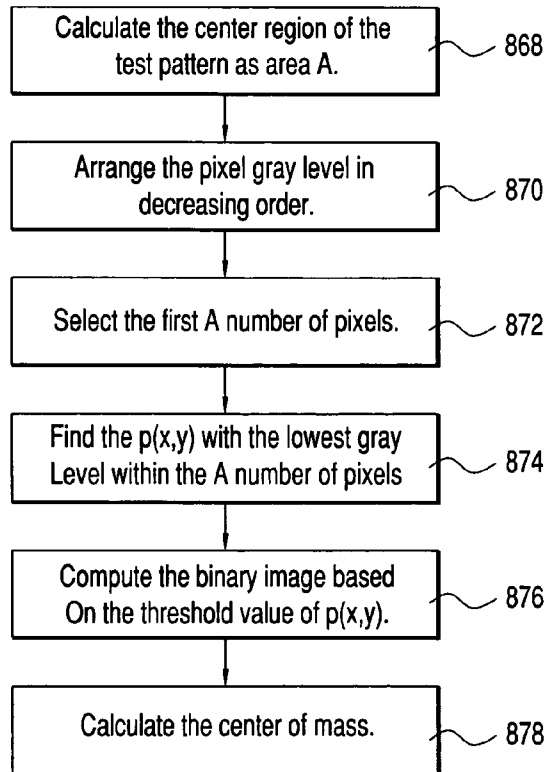 Calculate the center region of the
test pattern as area A.
868
Arrange the pixel gray level in
decreasing order.
870
Select the first A number of pixels.
872
Find the p(x,y) with the lowest gray
Level within the A number of pixels
874
Compute the binary image based
On the threshold value of p(x,y).
876
Calculate the center of mass.
878